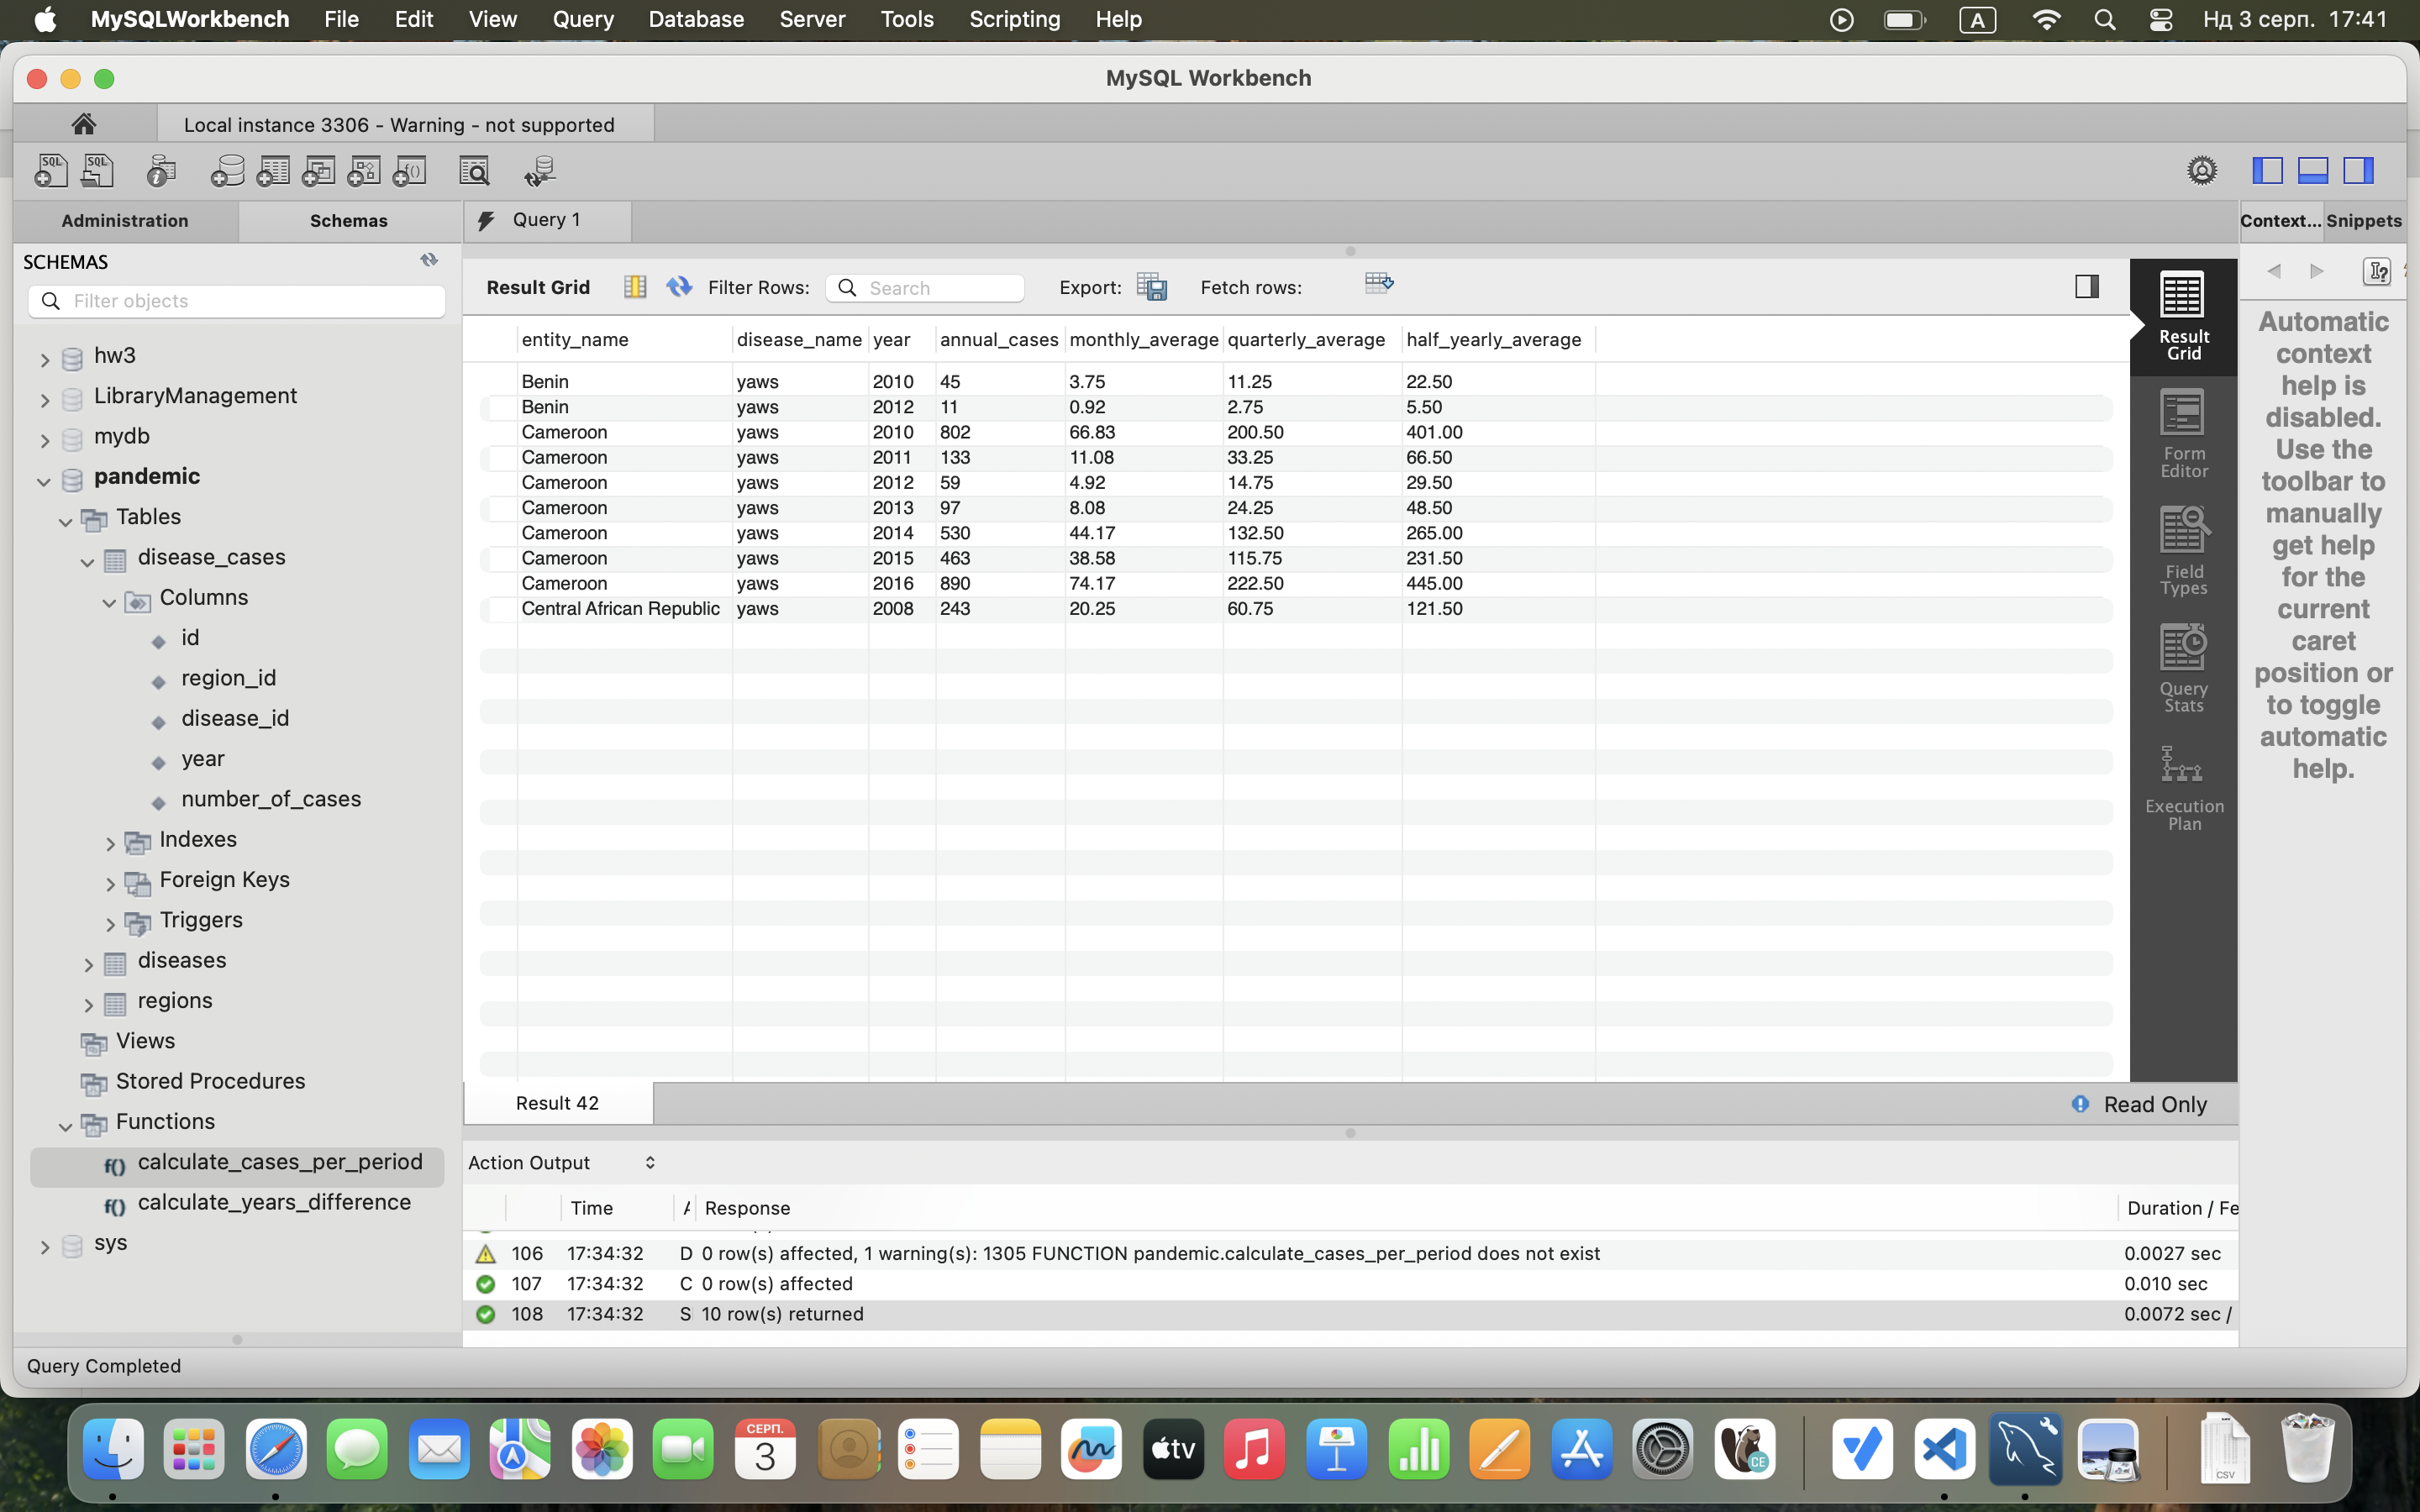 MySQLWorkbench File Edit View Query Database Server Tools Scripting Help A Нд 3 серп. 17:41
MySQL Workbench
Local instance 3306 - Warning - not supported
Administration Schemas Query 1 Context... Snippets
SCHEMAS
Filter objects
hw3
LibraryManagement
mydb
pandemic
Tables
disease_cases
Columns
id
region_id
disease_id
year
number_of_cases
Indexes
Foreign Keys
Triggers
diseases
regions
Views
Stored Procedures
Functions
f() calculate_cases_per_period
f() calculate_years_difference
sys
Result Grid Filter Rows: Search Export: Fetch rows:
entity_name disease_name year annual_cases monthly_average quarterly_average half_yearly_average
Benin yaws 2010 45 3.75 11.25 22.50
Benin yaws 2012 11 0.92 2.75 5.50
Cameroon yaws 2010 802 66.83 200.50 401.00
Cameroon yaws 2011 133 11.08 33.25 66.50
Cameroon yaws 2012 59 4.92 14.75 29.50
Cameroon yaws 2013 97 8.08 24.25 48.50
Cameroon yaws 2014 530 44.17 132.50 265.00
Cameroon yaws 2015 463 38.58 115.75 231.50
Cameroon yaws 2016 890 74.17 222.50 445.00
Central African Republic yaws 2008 243 20.25 60.75 121.50
Result
Grid
Form
Editor
Field
Types
Query
Stats
Execution
Plan
Automatic
context
help is
disabled.
Use the
toolbar to
manually
get help
for the
current
caret
position or
to toggle
automatic
help.
Result 42 Read Only
Action Output
Time Response Duration / Fe
106 17:34:32 D 0 row(s) affected, 1 warning(s): 1305 FUNCTION pandemic.calculate_cases_per_period does not exist 0.0027 sec
107 17:34:32 C 0 row(s) affected 0.010 sec
108 17:34:32 S 10 row(s) returned 0.0072 sec /
Query Completed
СЕРП.
3
tv
CE
CSV